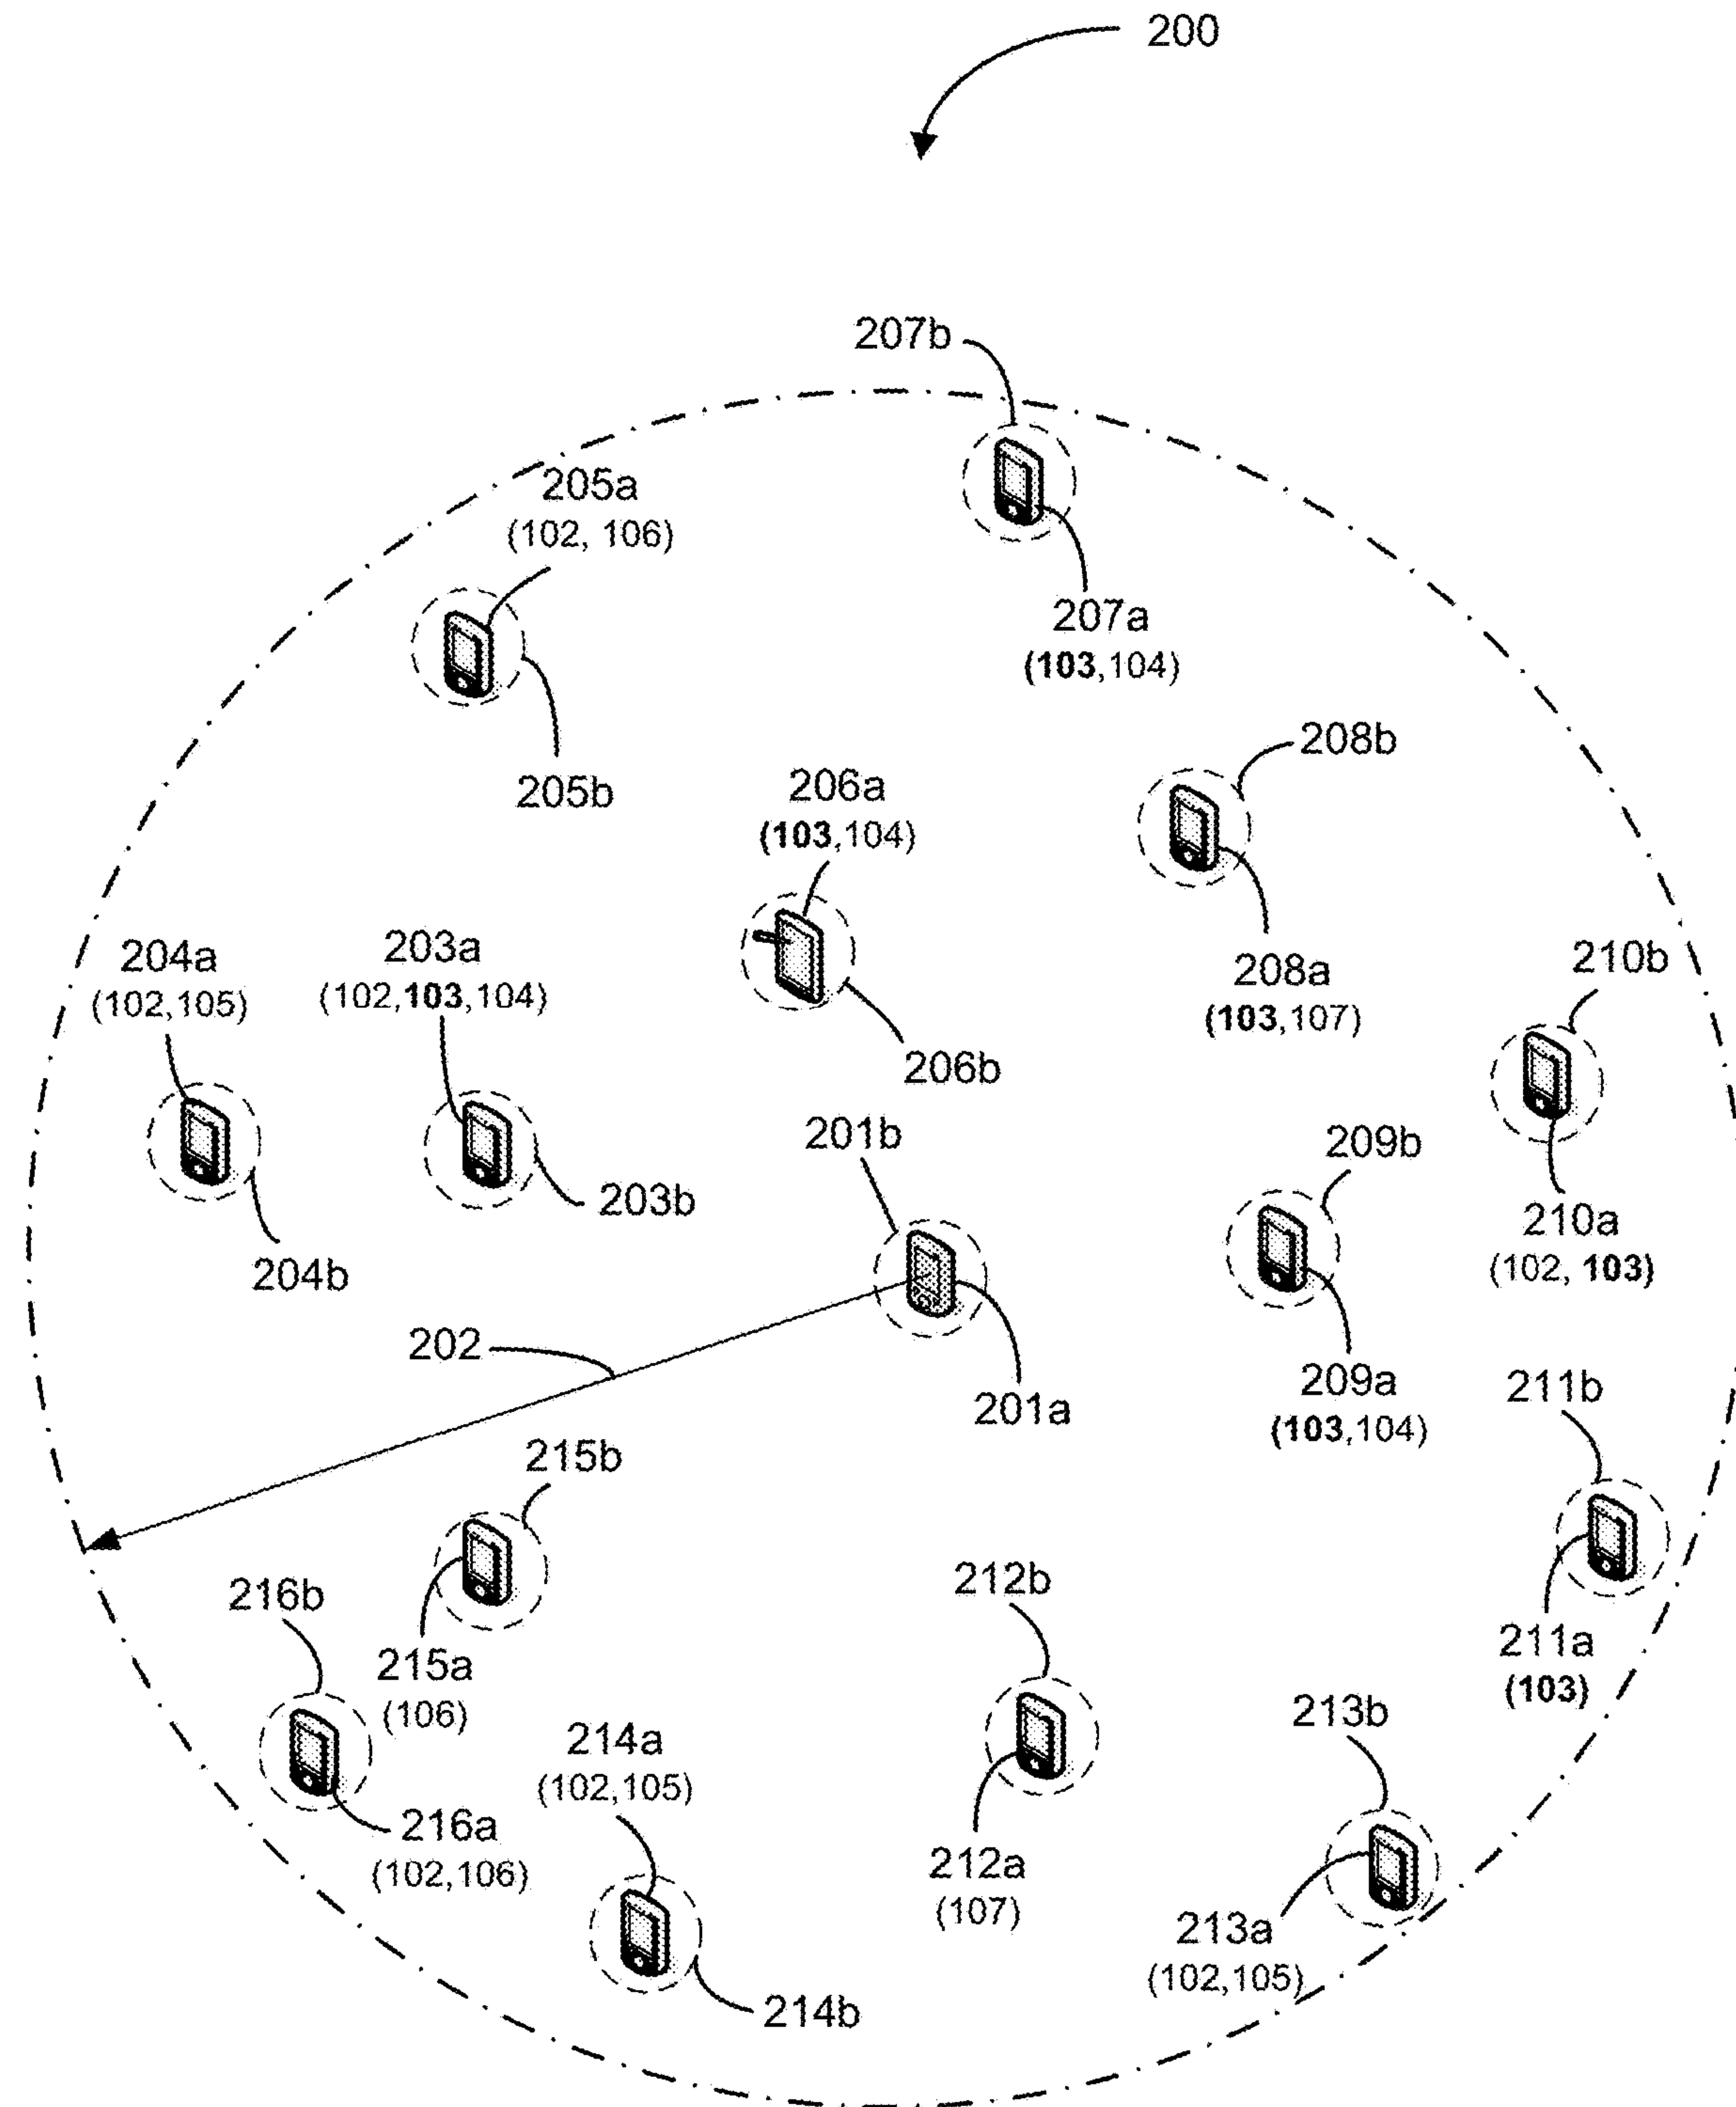 200
207b
205a
(102, 106)
207a
(103,104)
208b
205b
206a
(103,104)
204a
(102,105)
203a
(102,103,104)
208a
(103,107)
210b
206b
201b
209b
203b
210a
(102, 103)
204b
202
201a
209a
(103,104)
211b
215b
216b
212b
215a
(106)
211a
(103)
214a
(102,105)
213b
216a
(102,106)
212a
(107)
213a
(102,105)
214b